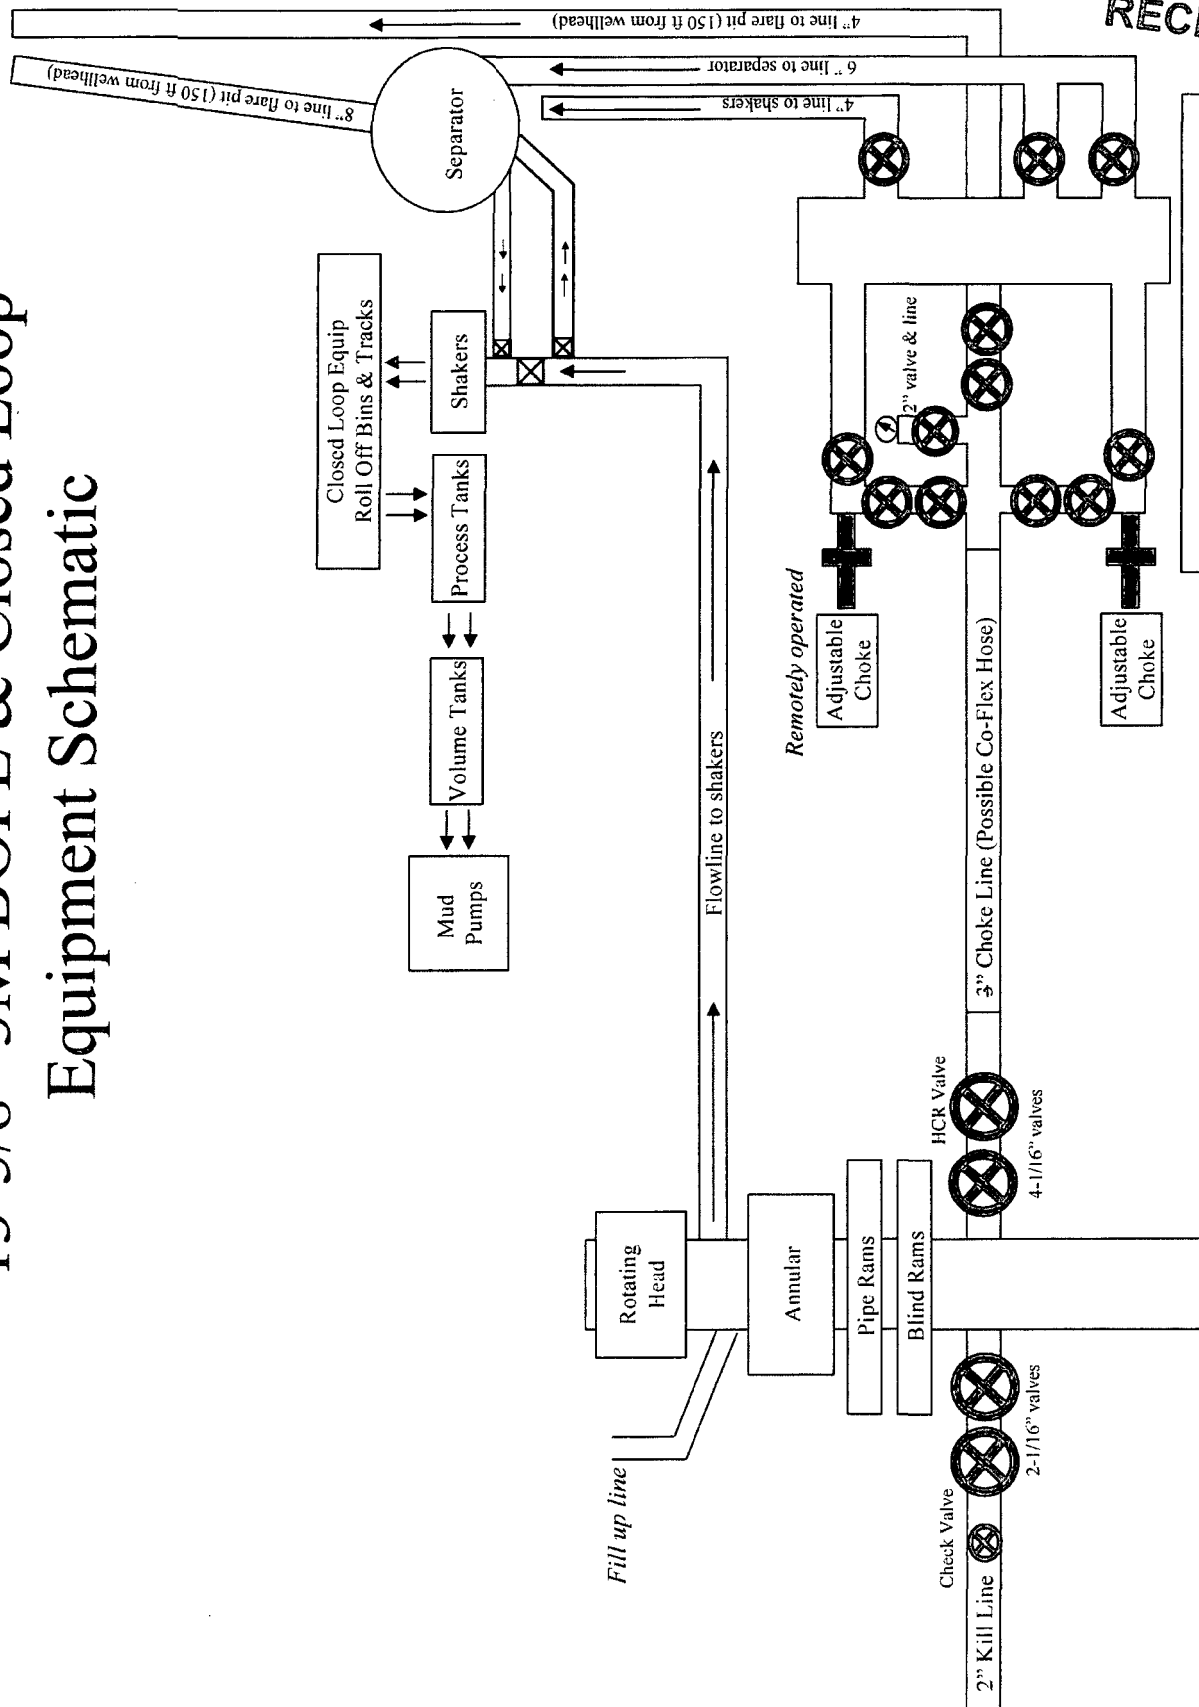 Equipment Schematic
4" line to flare pit (150 ft from wellhead)
8" line to flare pit (150 ft from wellhead)
6" line to separator
4" line to shakers
Separator
Closed Loop Equip
Roll Off Bins & Tracks
Shakers
Process Tanks
Volume Tanks
Mud
Pumps
2" valve & line
Flowline to shakers
Remotely operated
Adjustable
Choke
Adjustable
Choke
3" Choke Line (Possible Co-Flex Hose)
HCR Valve
4-1/16" valves
Rotating
Head
Fill up line
Annular
Pipe Rams
Blind Rams
2-1/16" valves
Check Valve
2" Kill Line